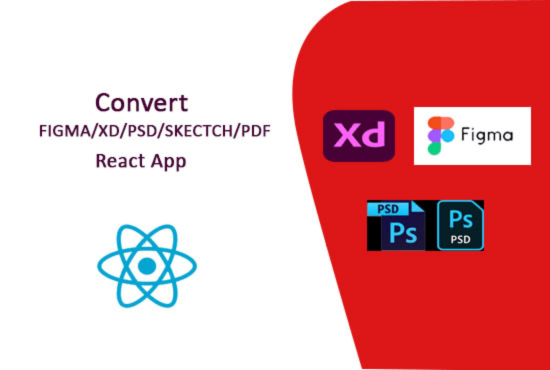 Convert
FIGMA/XD/PSD/SKECTCH/PDF
React App
Xd
Figma
PSD
Ps
Ps
PSD